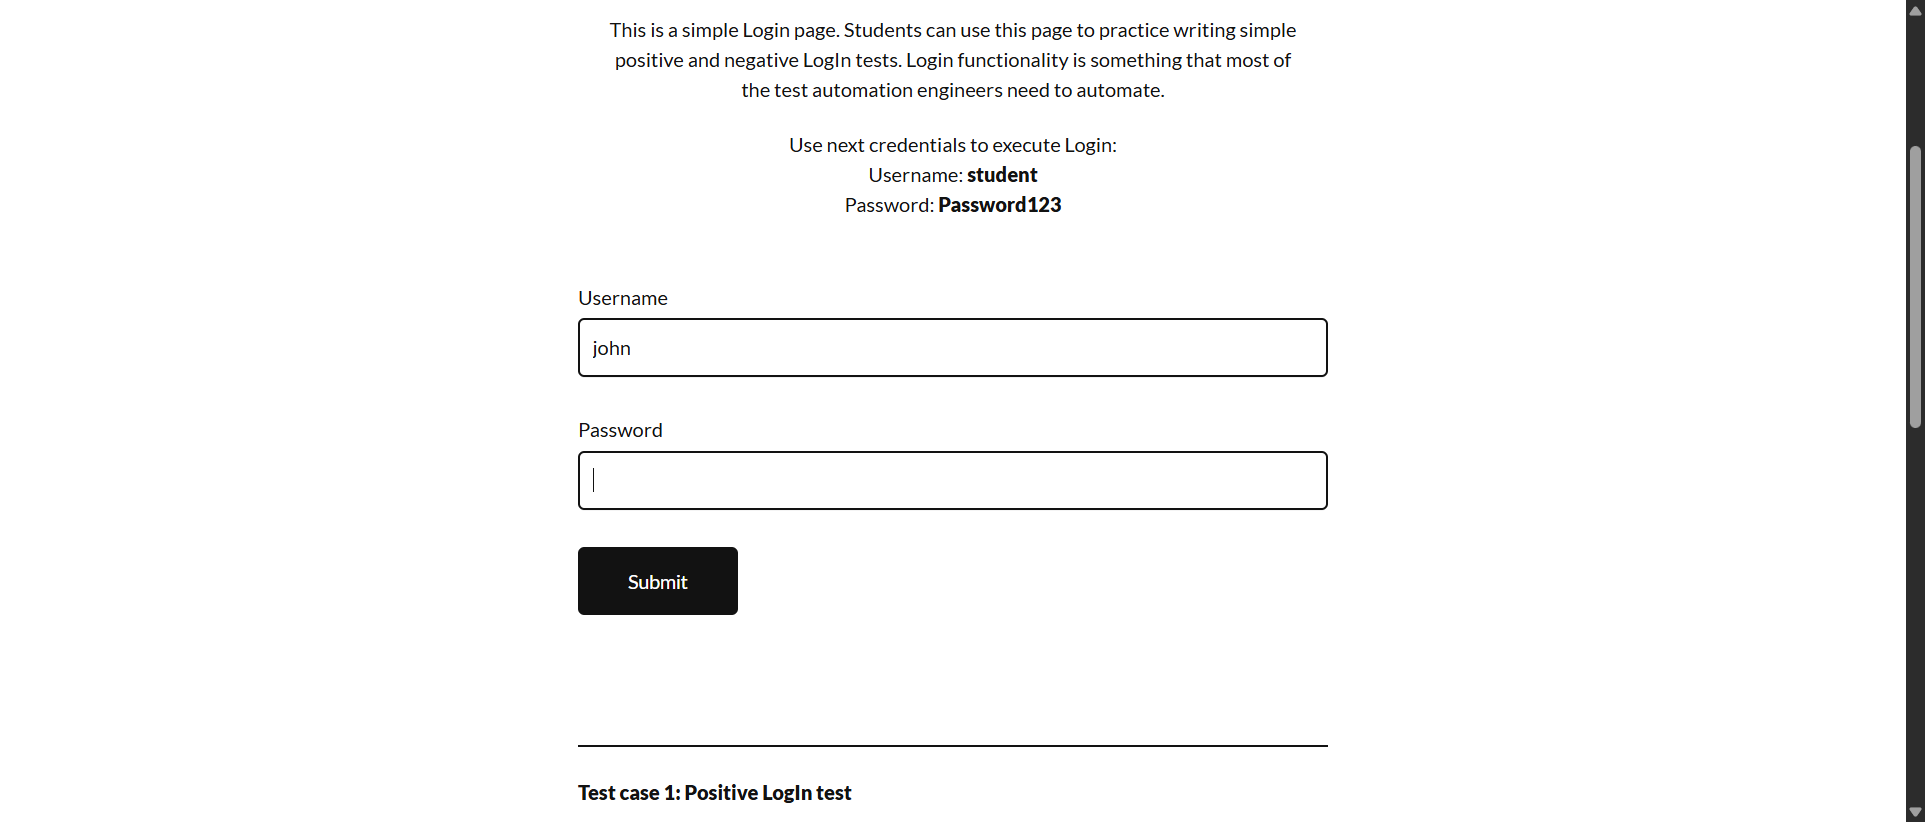 This is a simple Login page. Students can use this page to practice writing simple
positive and negative LogIn tests. Login functionality is something that most of
the test automation engineers need to automate.
Use next credentials to execute Login:
Username: student
Password: Password123
Username
john
Password
Submit
Test case 1: Positive LogIn test